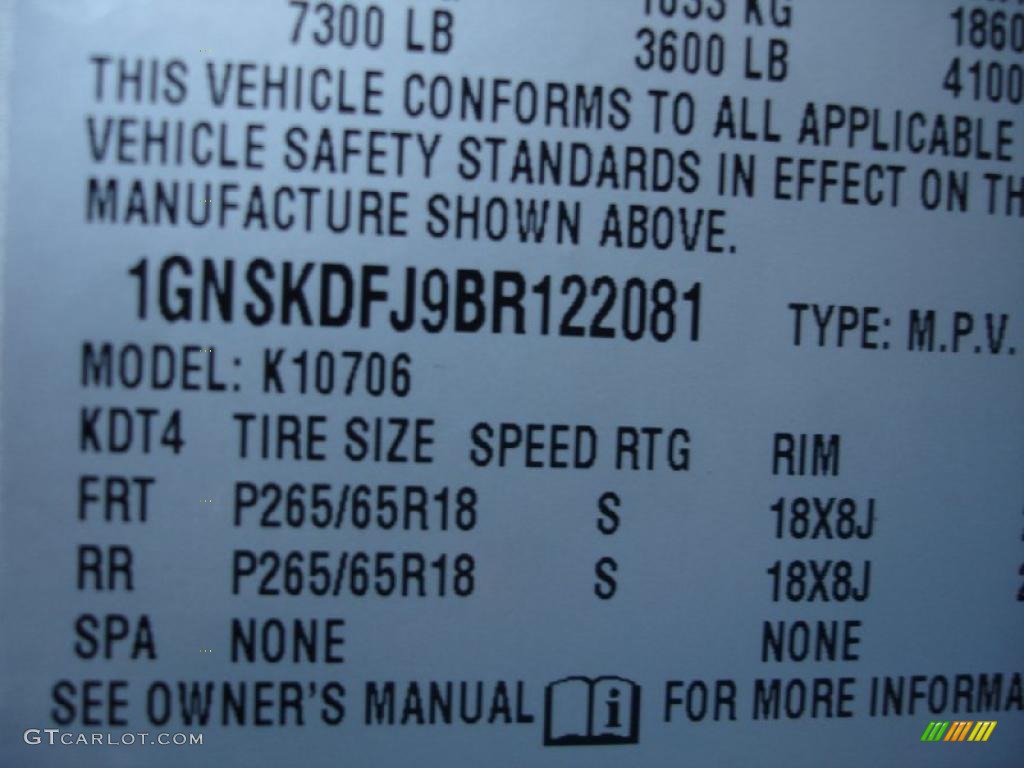 7300 LB 3600 LB 4100
THIS VEHICLE CONFORMS TO ALL APPLICABLE
VEHICLE SAFETY STANDARDS IN EFFECT ON
MANUFACTURE SHOWN ABOVE.
1GNSKDFJ9BR122081 TYPE: M.P.V.
MODEL: K10706
KDT4 TIRE SIZE SPEED RTG RIM
FRT P265/65R18 S 18X8J
RR P265/65R18 S 18X8J
SPA NONE NONE
SEE OWNER'S MANUAL i FOR MORE INFORMA
GTCARLOT.COM